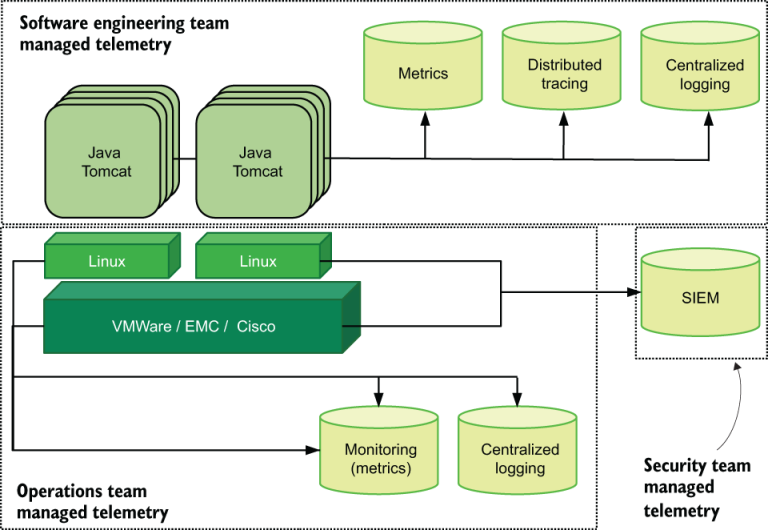 Software engineering team
managed telemetry
Metrics
Distributed
tracing
Centralized
logging
Java
Tomcat
Java
Tomcat
Linux
Linux
VMWare / EMC / Cisco
SIEM
Monitoring
(metrics)
Centralized
logging
Operations team
managed telemetry
Security team
managed
telemetry